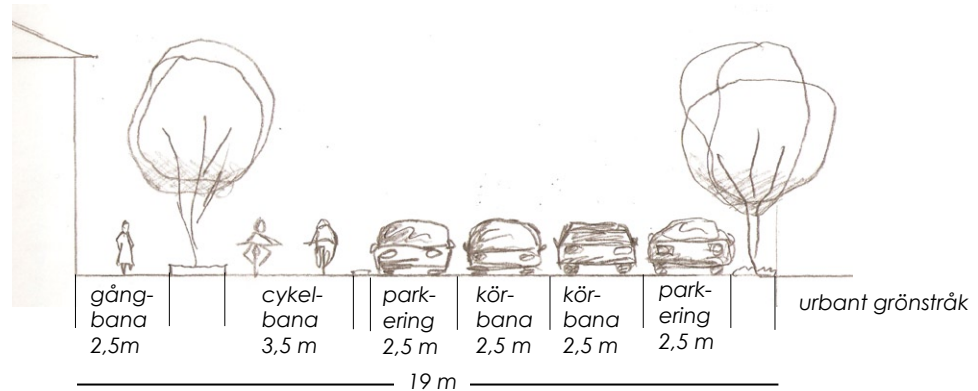 gång-
bana
2,5m
cykel-
bana
3,5 m
park-
ering
2,5 m
kör-
bana
2,5 m
kör-
bana
2,5 m
park-
ering
2,5 m
urbant grönstråk
19 m